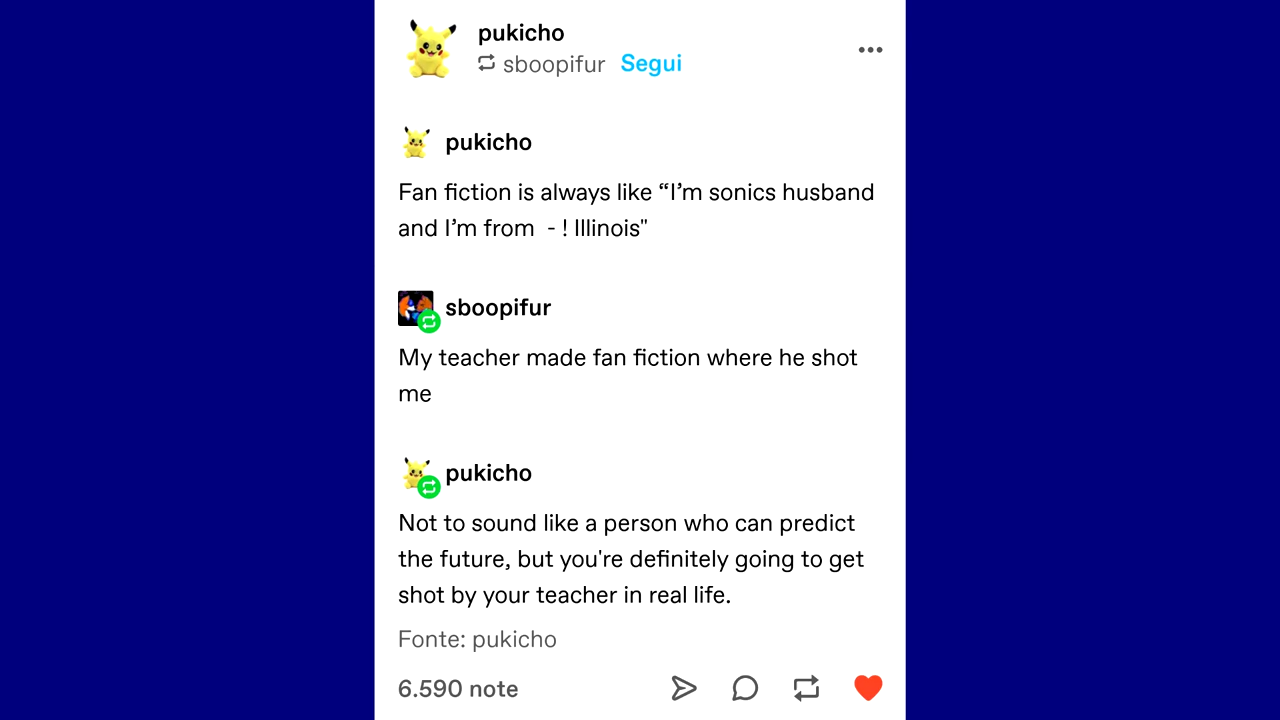 pukicho
sboopifur Segui
pukicho
Fan fiction is always like “I’m sonics husband
and I’m from  - ! Illinois"
sboopifur
My teacher made fan fiction where he shot
me
pukicho
Not to sound like a person who can predict
the future, but you're definitely going to get
shot by your teacher in real life.
Fonte: pukicho
6.590 note